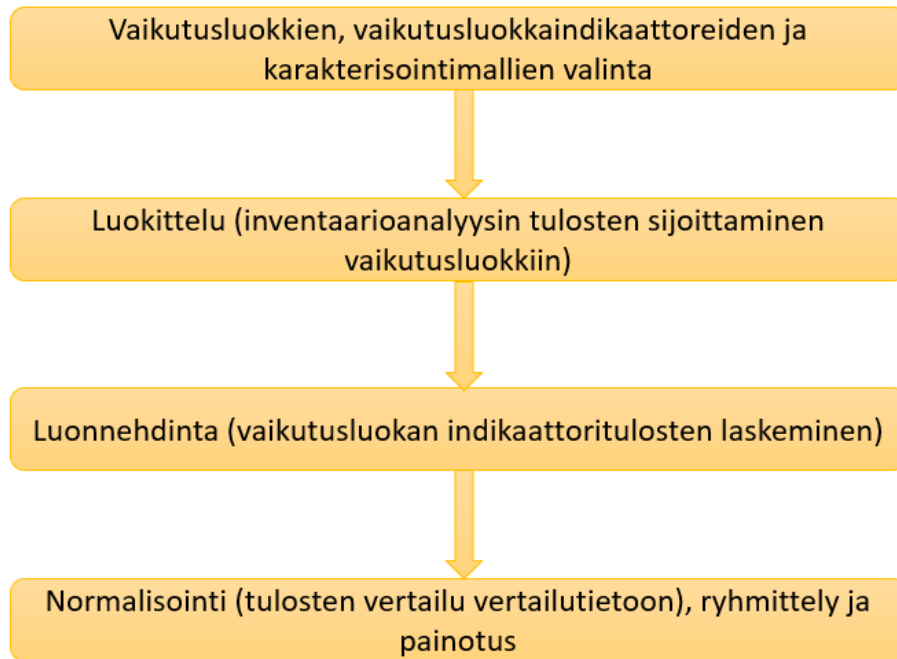 Vaikutusluokkien, vaikutusluokkaindikaattoreiden ja
karakterisointimallien valinta
Luokittelu (inventaarioanalyysin tulosten sijoittaminen
vaikutusluokkiin)
Luonnehdinta (vaikutusluokan indikaattoritulosten laskeminen)
Normalisointi (tulosten vertailu vertailutietoon), ryhmittely ja
painotus